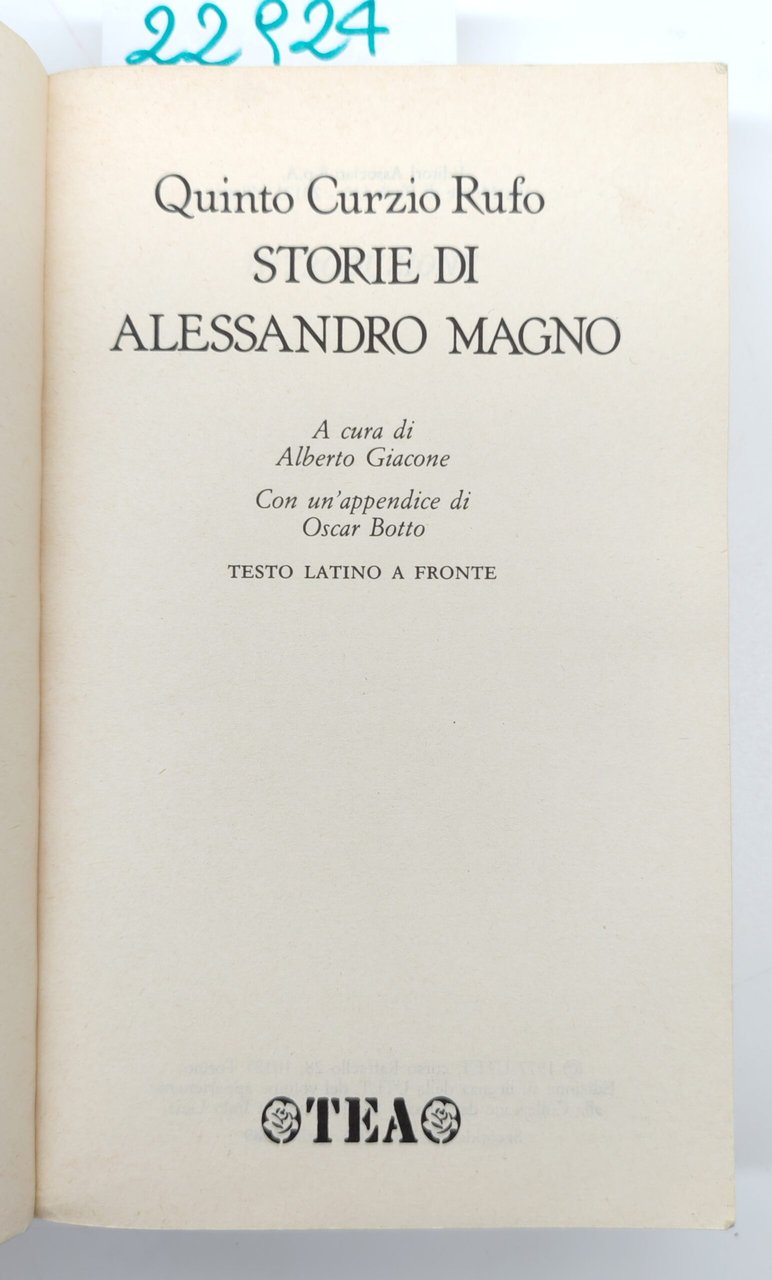 22924
Quinto Curzio Rufo
STORIE DI
ALESSANDRO MAGNO
A cura di
Alberto Giacone
Con un'appendice di
Oscar Botto
TESTO LATINO A FRONTE
TEA